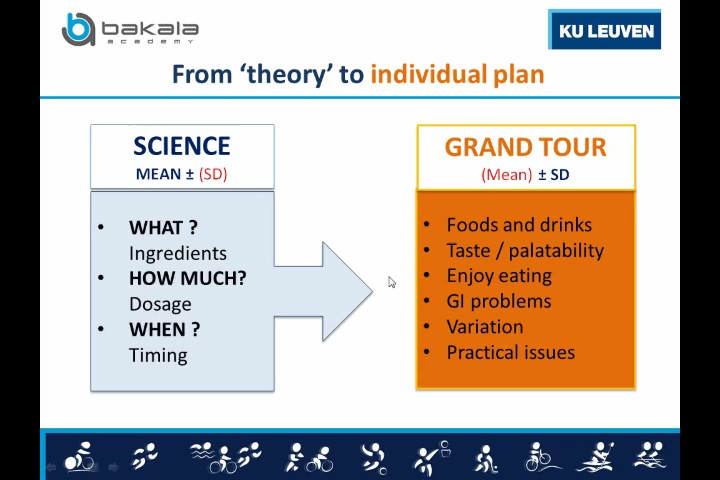 bakala
academy
KU LEUVEN
From ‘theory’ to individual plan
SCIENCE
MEAN ± (SD)
• WHAT ?
Ingredients
• HOW MUCH?
Dosage
• WHEN ?
Timing
GRAND TOUR
(Mean) ± SD
• Foods and drinks
• Taste / palatability
• Enjoy eating
• GI problems
• Variation
• Practical issues